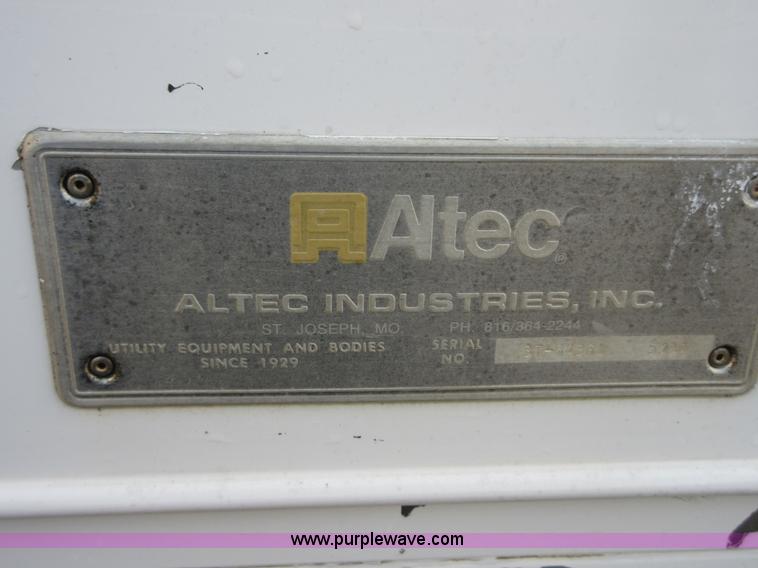 Altec®
ALTEC INDUSTRIES, INC.
ST. JOSEPH, MO. PH. 816/364-2244
UTILITY EQUIPMENT AND BODIES SERIAL
SINCE 1929 NO.
www.purplewave.com